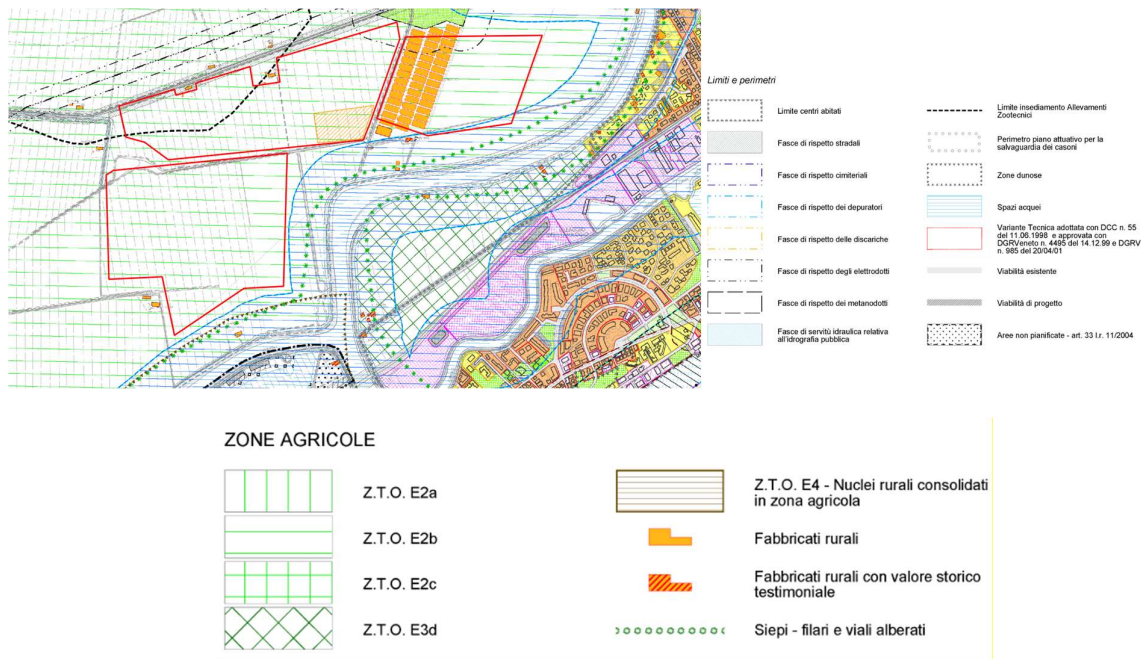 Limiti e perimetri
Limite centri abitati
Fasce di rispetto stradali
Fasce di rispetto cimiteriali
Fasce di rispetto dei depuratori
Fasce di rispetto delle discariche
Fasce di rispetto degli elettrodotti
Fasce di rispetto dei metanodotti
Fasce di servitù idraulica relativa
all'idrografia pubblica
Limite insediamento Allevamenti
Zootecnici
Perimetro piano attuativo per la
salvaguardia dei casoni
Zone dunose
Spazi acquei
Variante Tecnica adottata con DCC n. 55
del 11.06.1998 e approvata con
DGRVeneto n. 4495 del 14.12.99 e DGRV
n. 985 del 20/04/01
Viabilità esistente
Viabilità di progetto
Aree non pianificate - art. 33 l.r. 11/2004
ZONE AGRICOLE
Z.T.O. E2a
Z.T.O. E2b
Z.T.O. E2c
Z.T.O. E3d
Z.T.O. E4 - Nuclei rurali consolidati
in zona agricola
Fabbricati rurali
Fabbricati rurali con valore storico
testimoniale
Siepi - filari e viali alberati